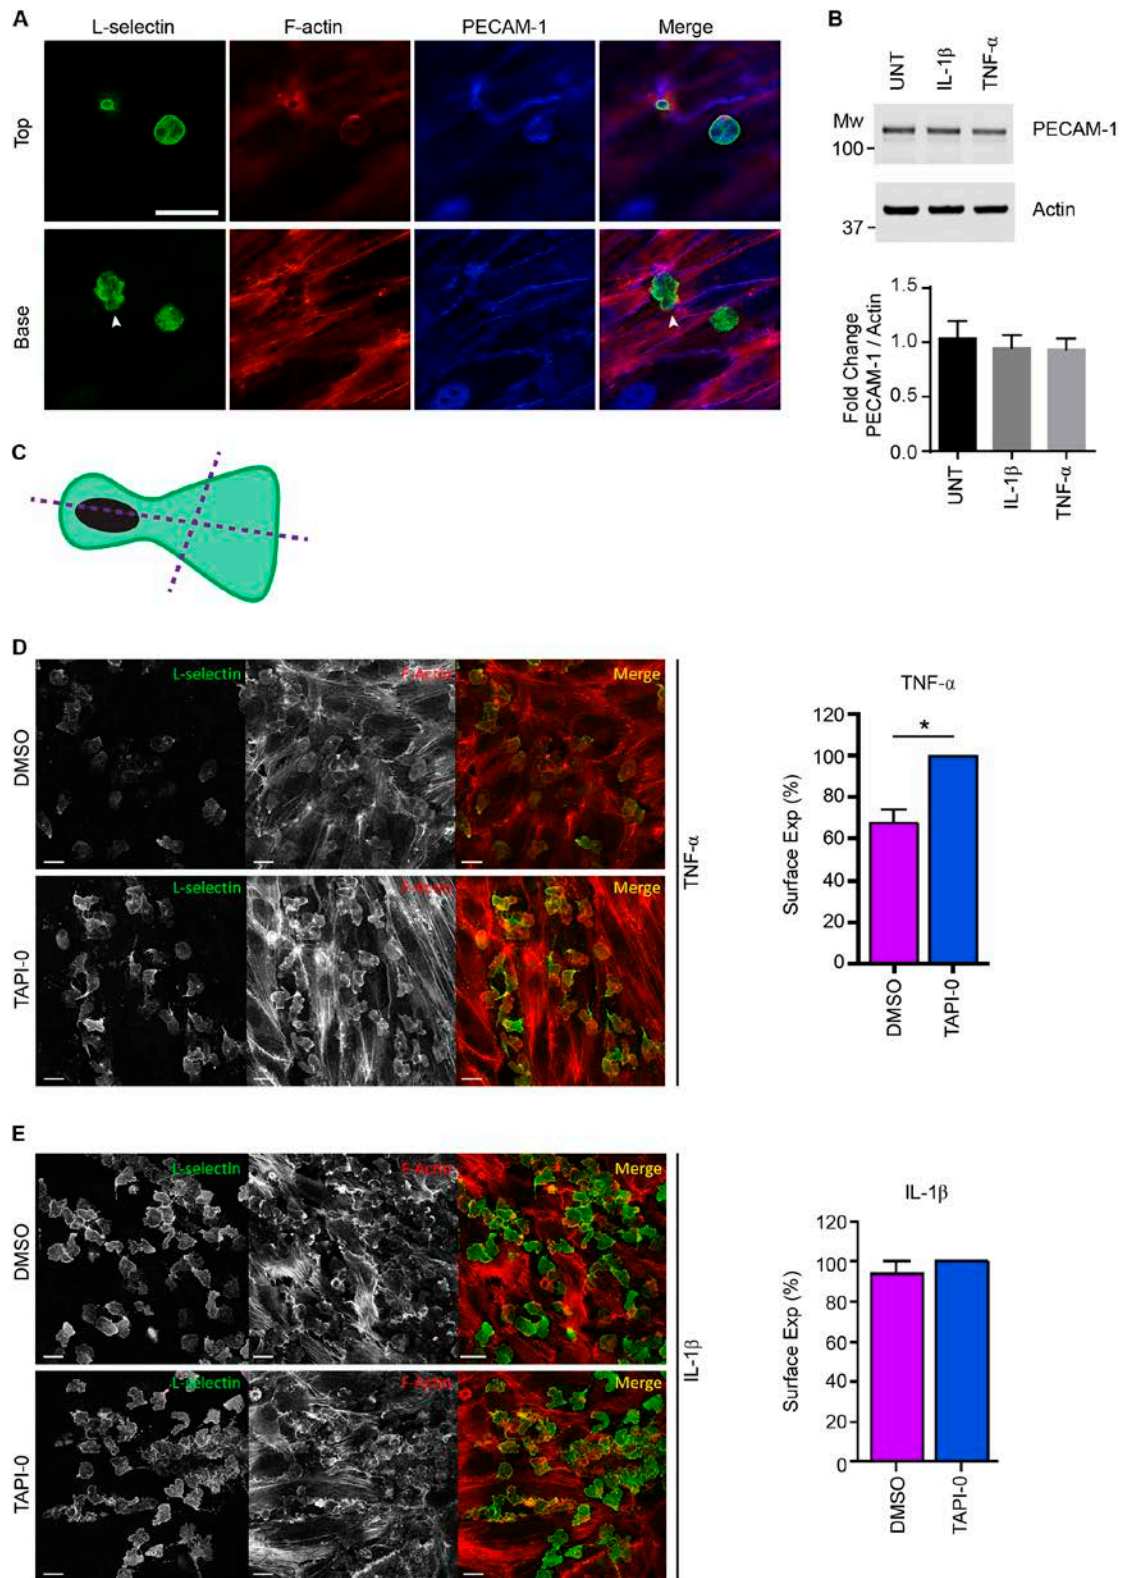 A
L-selectin
F-actin
PECAM-1
Merge
Top
Base
B
UNT
IL-1β
TNF-α
Mw
100
PECAM-1
37
Actin
1.5
1.0
0.5
0.0
Fold Change
PECAM-1 / Actin
UNT
IL-1β
TNF-α
C
D
DMSO
L-selectin
F-Actin
Merge
TAPI-0
L-selectin
F-Actin
Merge
TNF-α
TNF-α
120
100
80
60
40
20
0
Surface Exp (%)
*
DMSO
TAPI-0
E
DMSO
L-selectin
F-Actin
Merge
TAPI-0
L-selectin
F-Actin
Merge
IL-1β
IL-1β
120
100
80
60
40
20
0
Surface Exp (%)
DMSO
TAPI-0